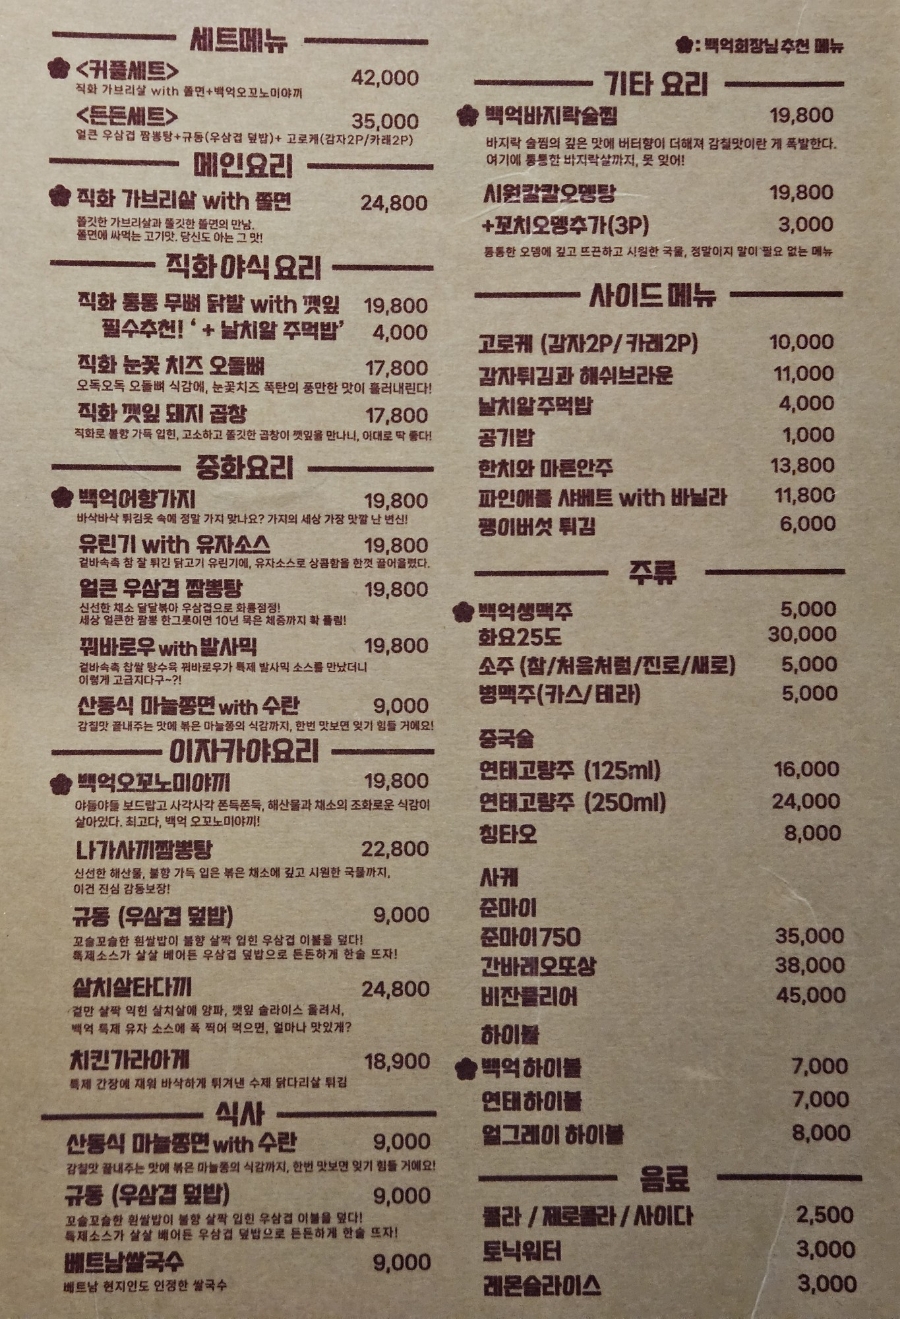 세트메뉴
<커플세트> 42,000
직화 가브리살 with 쫄면+백억오꼬노미야끼
<든든세트> 35,000
얼큰 우삼겹 짬뽕탕+규동(우삼겹 덮밥)+ 고로케(감자2P/카래2P)
메인요리
직화 가브리살 with 쫄면 24,800
쫄깃한 가브리살과 쫄깃한 쫄면의 만남.
쫄면에 싸먹는 고기맛. 당신도 아는 그 맛!
직화야식요리
직화 통통 무뼈 닭발 with 깻잎 19,800
필수추천! ‘ + 날치알 주먹밥’ 4,000
직화 눈꽃 치즈 오돌뼈 17,800
오독오독 오돌뼈 식감에, 눈꽃치즈 폭탄의 풍만한 맛이 흘러내린다!
직화 깻잎 돼지 곱창 17,800
직화로 불향 가득 입힌, 고소하고 쫄깃한 곱창이 깻잎을 만나니, 이대로 딱 좋다!
중화요리
백억어향가지 19,800
바삭바삭 튀김옷 속에 정말 가지 맞나요? 가지의 세상 가장 맛깔 난 변신!
유린기 with 유자소스 19,800
겉바속촉 참 잘 튀긴 닭고기 유린기에, 유자소스로 상콤함을 한껏 끌어올렸다.
얼큰 우삼겹 짬뽕탕 19,800
신선한 채소 달달볶아 우삼겹으로 화룡점정!
세상 얼큰한 짬뽕 한그릇이면 10년 묵은 체증까지 확 풀림!
꿔바로우 with 발사믹 19,800
겉바속촉 찹쌀 탕수육 꿔바로우가 특제 발사믹 소스를 만났더니
이렇게 고급지다구~?!
산동식 마늘쫑면 with 수란 9,000
감칠맛 끝내주는 맛에 볶은 마늘쫑의 식감까지, 한번 맛보면 잊기 힘들 거예요!
이자카야요리
백억오꼬노미야끼 19,800
야들야들 보드랍고 사각사각 쫀득쫀득, 해산물과 채소의 조화로운 식감이
살아있다. 최고다, 백억 오꼬노미야끼!
나가사끼짬뽕탕 22,800
신선한 해산물, 불향 가득 입은 볶은 채소에 깊고 시원한 국물까지,
이건 진심 감동보장!
규동 (우삼겹 덮밥) 9,000
꼬슬꼬슬한 흰쌀밥이 불향 살짝 입힌 우삼겹 이불을 덮다!
특제소스가 살살 베어든 우삼겹 덮밥으로 든든하게 한술 뜨자!
살치살타다끼 24,800
겉만 살짝 익힌 살치살에 양파, 깻잎 슬라이스 올려서,
백억 특제 유자 소스에 폭 찍어 먹으면, 얼마나 맛있게?
치킨가라아게 18,900
특제 간장에 재워 바삭하게 튀겨낸 수제 닭다리살 튀김
식사
산동식 마늘쫑면 with 수란 9,000
감칠맛 끝내주는 맛에 볶은 마늘쫑의 식감까지, 한번 맛보면 잊기 힘들 거예요!
규동 (우삼겹 덮밥) 9,000
꼬슬꼬슬한 흰쌀밥이 불향 살짝 입힌 우삼겹 이불을 덮다!
특제소스가 살살 베어든 우삼겹 덮밥으로 든든하게 한술 뜨자!
베트남쌀국수 9,000
베트남 현지인도 인정한 쌀국수
: 백억회장님 추천 메뉴
기타 요리
백억바지락술찜 19,800
바지락 술찜의 깊은 맛에 버터향이 더해져 감칠맛이란 게 폭발한다.
여기에 통통한 바지락살까지, 못 잊어!
시원칼칼오뎅탕 19,800
+꼬치오뎅추가(3P) 3,000
통통한 오뎅에 깊고 뜨끈하고 시원한 국물, 정말이지 말이 필요 없는 메뉴
사이드메뉴
고로케 (감자2P/카래2P) 10,000
감자튀김과 해쉬브라운 11,000
날치알주먹밥 4,000
공기밥 1,000
한치와 마른안주 13,800
파인애플 샤베트 with 바닐라 11,800
팽이버섯 튀김 6,000
주류
백억생맥주 5,000
화요25도 30,000
소주 (참/처음처럼/진로/새로) 5,000
병맥주(카스/테라) 5,000
중국술
연태고량주 (125ml) 16,000
연태고량주 (250ml) 24,000
칭타오 8,000
사케
준마이
준마이750 35,000
간바레오또상 38,000
비잔클리어 45,000
하이볼
백억하이볼 7,000
연태하이볼 7,000
얼그레이 하이볼 8,000
음료
콜라 / 제로콜라 / 사이다 2,500
토닉워터 3,000
레몬슬라이스 3,000